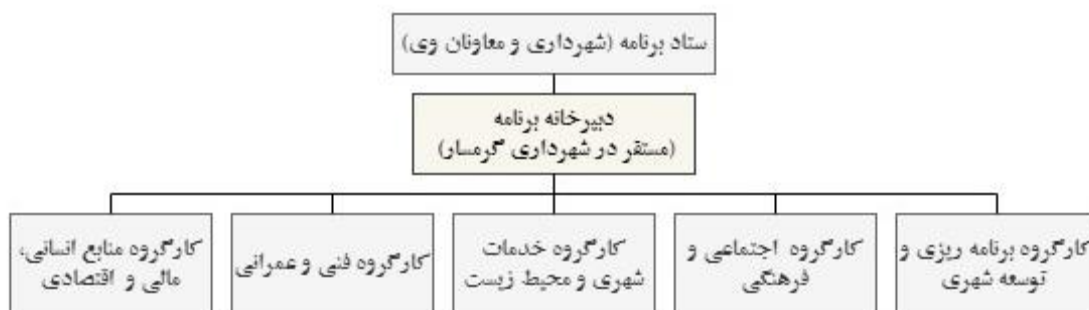 ستاد برنامه (شهرداری و معاونان وی)
دبیرخانه برنامه
(مستقر در شهرداری گرمسار)
کارگروه برنامه ریزی و
توسعه شهری
کارگروه اجتماعی و
فرهنگی
کارگروه خدمات
شهری و محیط زیست
کارگروه فنی و عمرانی
کارگروه منابع انسانی،
مالی و اقتصادی